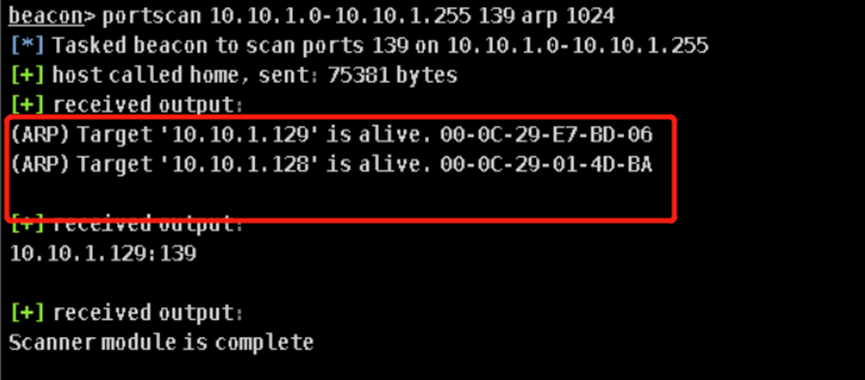 beacon> portscan 10.10.1.0-10.10.1.255 139 arp 1024
[*] Tasked beacon to scan ports 139 on 10.10.1.0-10.10.1.255
[+] host called home, sent: 75381 bytes
[+] received output:
(ARP) Target '10.10.1.129' is alive. 00-0C-29-E7-BD-06
(ARP) Target '10.10.1.128' is alive. 00-0C-29-01-4D-BA
[+] received output:
10.10.1.129:139
[+] received output:
Scanner module is complete